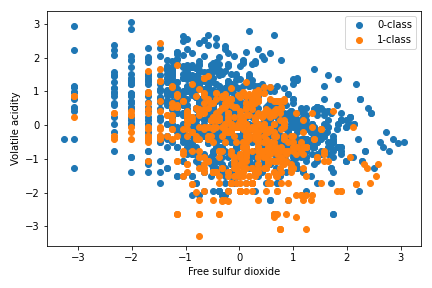 0-class
1-class
3
2
1
0
−1
−2
−3
Volatile acidity
−3 −2 −1 0 1 2 3
Free sulfur dioxide